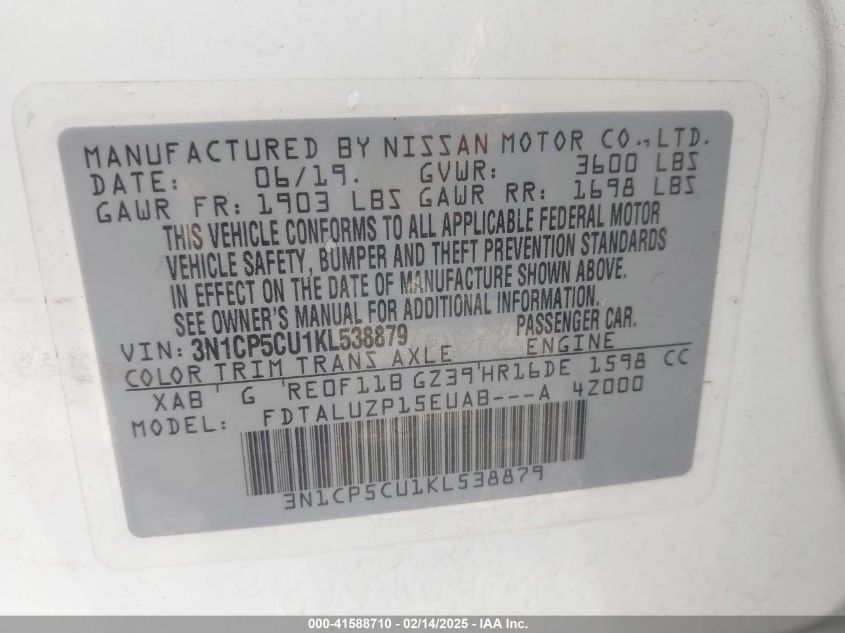 MANUFACTURED BY NISSAN MOTOR CO.,LTD.
DATE: 06/19. GVWR: 3600 LBS
GAWR FR: 1903 LBS GAWR RR: 1698 LBS
THIS VEHICLE CONFORMS TO ALL APPLICABLE FEDERAL MOTOR
VEHICLE SAFETY, BUMPER AND THEFT PREVENTION STANDARDS
IN EFFECT ON THE DATE OF MANUFACTURE SHOWN ABOVE.
SEE OWNER'S MANUAL FOR ADDITIONAL INFORMATION.
VIN: 3N1CP5CU1KL538879 PASSENGER CAR.
COLOR TRIM TRANS AXLE ENGINE
XAB' G 'RE0F11B GZ39'HR16DE 1598 CC
MODEL: FDTALUZP15EUAB---A 4Z000
3N1CP5CU1KL538879
000-41588710 - 02/14/2025 - IAA Inc.